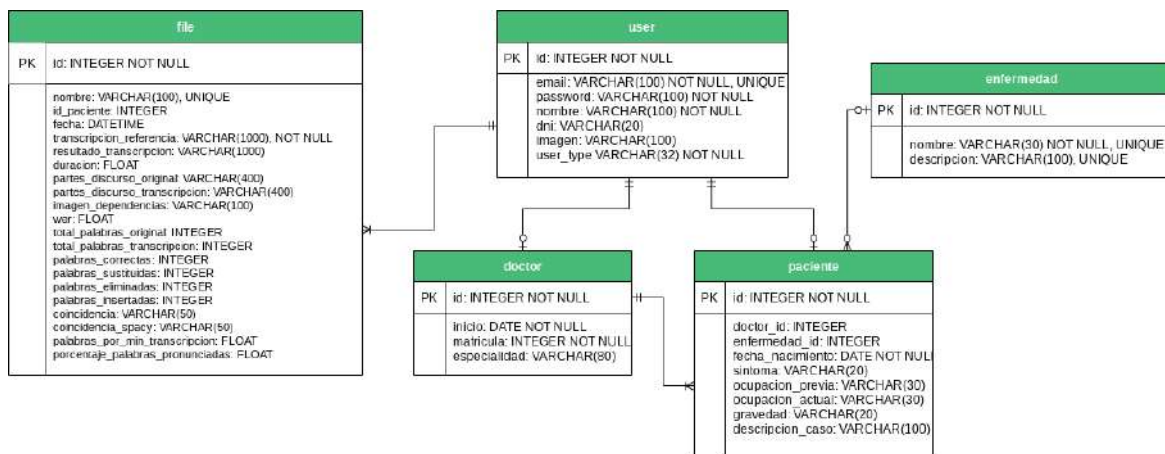 file
PK id: INTEGER NOT NULL
nombre: VARCHAR(100), UNIQUE
id_paciente: INTEGER
fecha: DATETIME
transcripcion_referencia: VARCHAR(1000), NOT NULL
resultado_transcripcion: VARCHAR(1000)
duracion: FLOAT
partes_discurso_original: VARCHAR(400)
partes_discurso_transcripcion: VARCHAR(400)
imagen_dependencias: VARCHAR(100)
wer: FLOAT
total_palabras_original: INTEGER
total_palabras_transcripcion: INTEGER
palabras_correctas: INTEGER
palabras_sustituidas: INTEGER
palabras_eliminadas: INTEGER
palabras_insertadas: INTEGER
coincidencia: VARCHAR(50)
coincidencia_spacy: VARCHAR(50)
palabras_por_min_transcripcion: FLOAT
porcentaje_palabras_pronunciadas: FLOAT
user
PK id: INTEGER NOT NULL
email: VARCHAR(100) NOT NULL, UNIQUE
password: VARCHAR(100) NOT NULL
nombre: VARCHAR(100) NOT NULL
dni: VARCHAR(20)
imagen: VARCHAR(100)
user_type VARCHAR(32) NOT NULL
enfermedad
PK id: INTEGER NOT NULL
nombre: VARCHAR(30) NOT NULL, UNIQUE
descripcion: VARCHAR(100), UNIQUE
doctor
PK id: INTEGER NOT NULL
inicio: DATE NOT NULL
matricula: INTEGER NOT NULL
especialidad: VARCHAR(80)
paciente
PK id: INTEGER NOT NULL
doctor_id: INTEGER
enfermedad_id: INTEGER
fecha_nacimiento: DATE NOT NULL
sintoma: VARCHAR(20)
ocupacion_previa: VARCHAR(30)
ocupacion_actual: VARCHAR(30)
gravedad: VARCHAR(20)
descripcion_caso: VARCHAR(100)